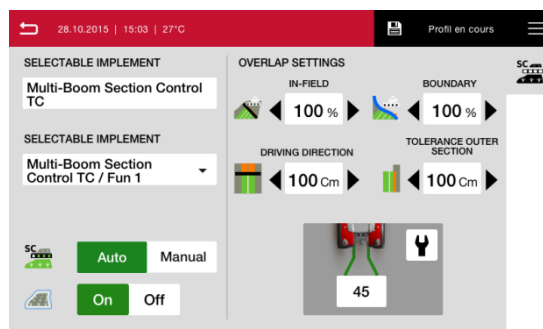 28.10.2015 | 15:03 | 27°C
Profil en cours
SELECTABLE IMPLEMENT
Multi-Boom Section Control
TC
SELECTABLE IMPLEMENT
Multi-Boom Section
Control TC / Fun 1
SC
Auto
Manual
On
Off
OVERLAP SETTINGS
IN-FIELD
100 %
BOUNDARY
100 %
DRIVING DIRECTION
100 Cm
TOLERANCE OUTER
SECTION
100 Cm
45
SC